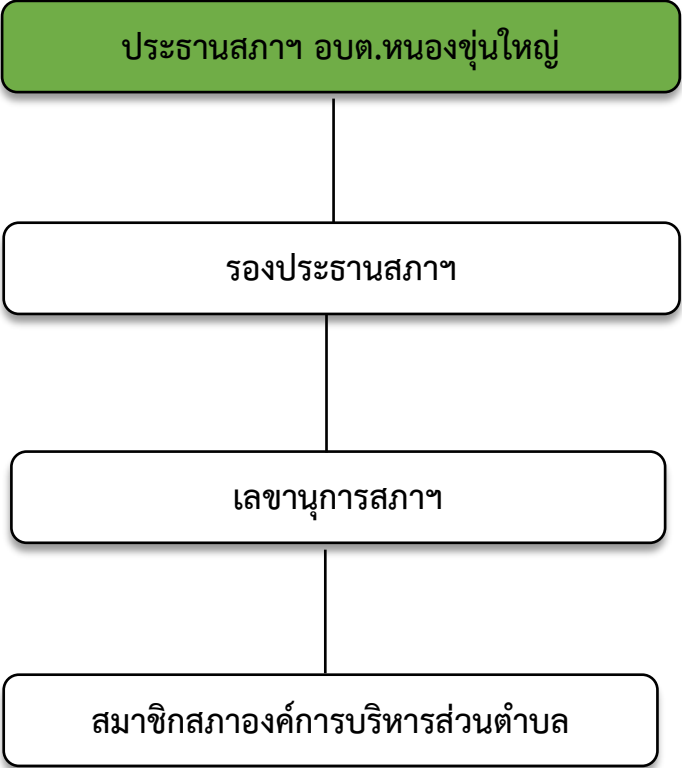 ประธานสภาฯ อบต.หนองขุ่นใหญ่
รองประธานสภาฯ
เลขานุการสภาฯ
สมาชิกสภาองค์การบริหารส่วนตำบล